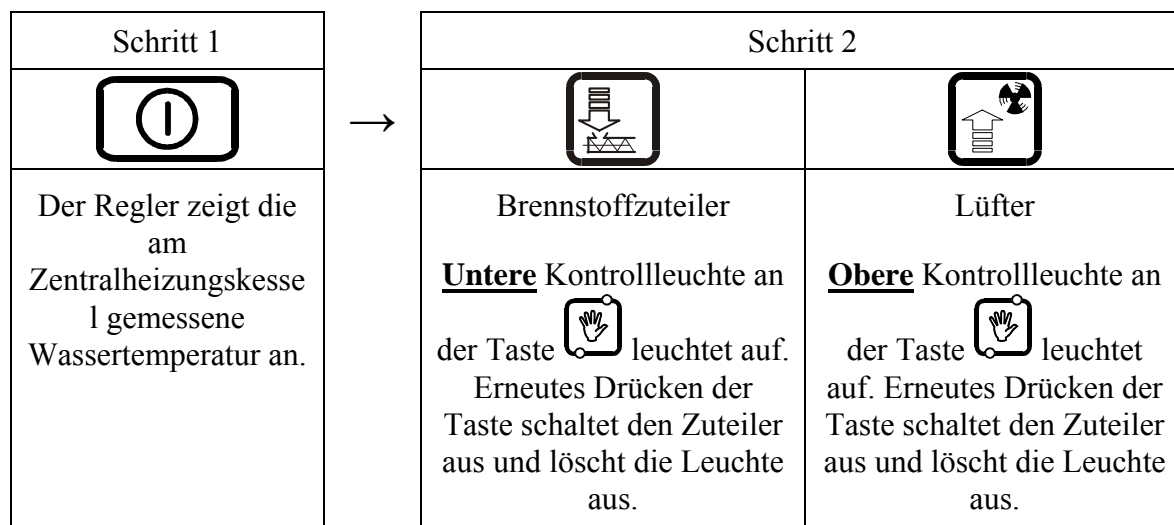 Schritt 1
Der Regler zeigt die
am
Zentralheizungskesse
l gemessene
Wassertemperatur an.
→
Schritt 2
Brennstoffzuteiler
Untere Kontrollleuchte an
der Taste leuchtet auf.
Erneutes Drücken der
Taste schaltet den Zuteiler
aus und löscht die Leuchte
aus.
Lüfter
Obere Kontrollleuchte an
der Taste leuchtet
auf. Erneutes Drücken der
Taste schaltet den Zuteiler
aus und löscht die Leuchte
aus.